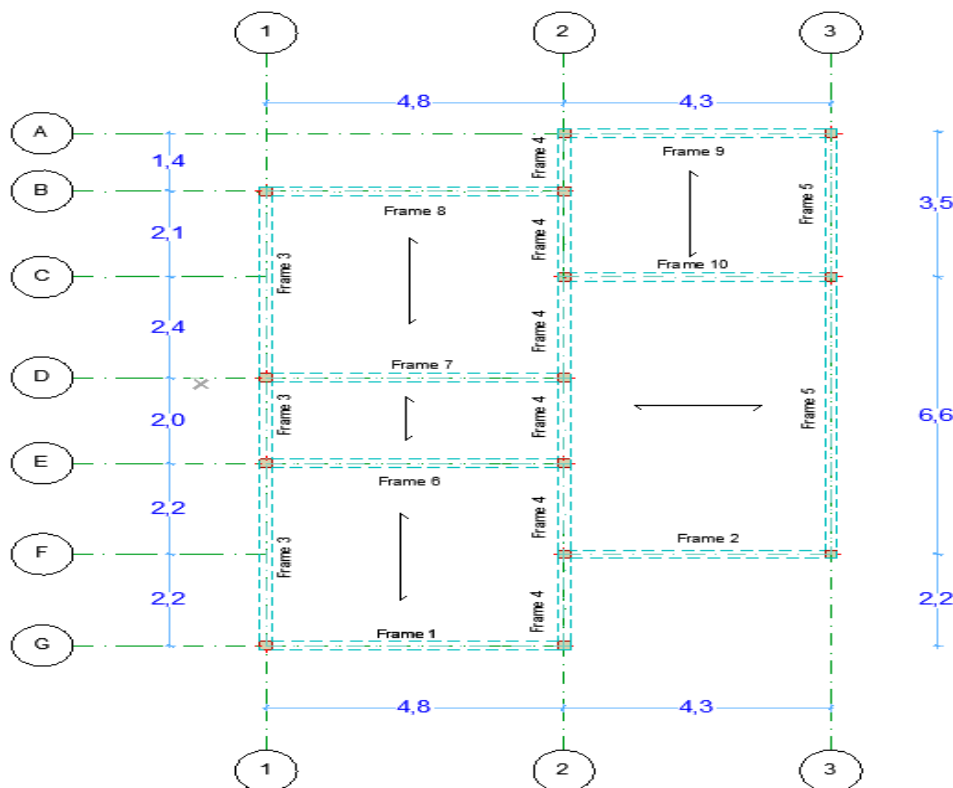 1 2 3
4,8 4,3
A
Frame 4
1,4
Frame 9
B
Frame 5
3,5
Frame 8
2,1
Frame 4
Frame 3
Frame 10
C
2,4
Frame 4
Frame 7
D
2,0
Frame 3
Frame 4
Frame 5
6,6
E
Frame 6
2,2
Frame 4
Frame 3
Frame 2
F
2,2
Frame 4
2,2
Frame 1
G
4,8 4,3
1 2 3